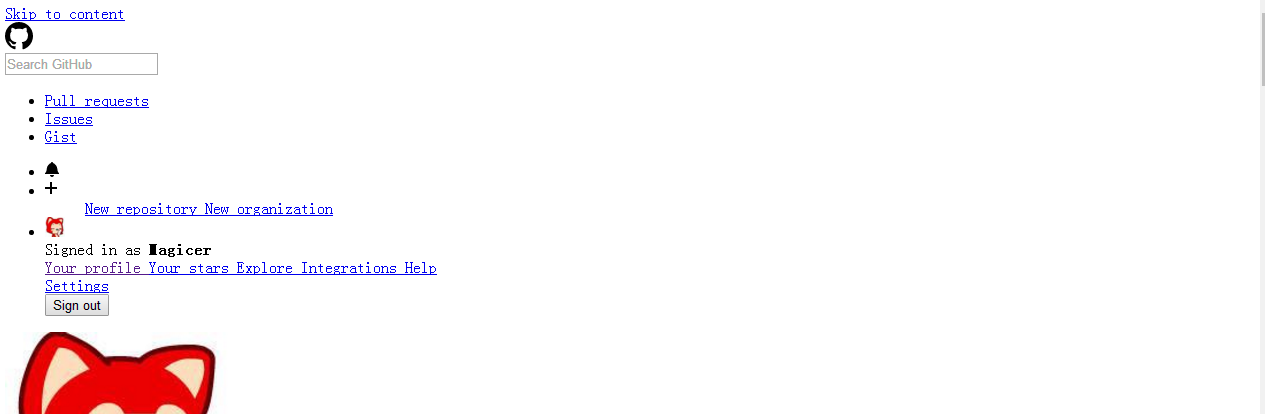 Skip to content
Search GitHub
Pull requests
Issues
Gist
New repository New organization
Signed in as Magicer
Your profile Your stars Explore Integrations Help
Settings
Sign out